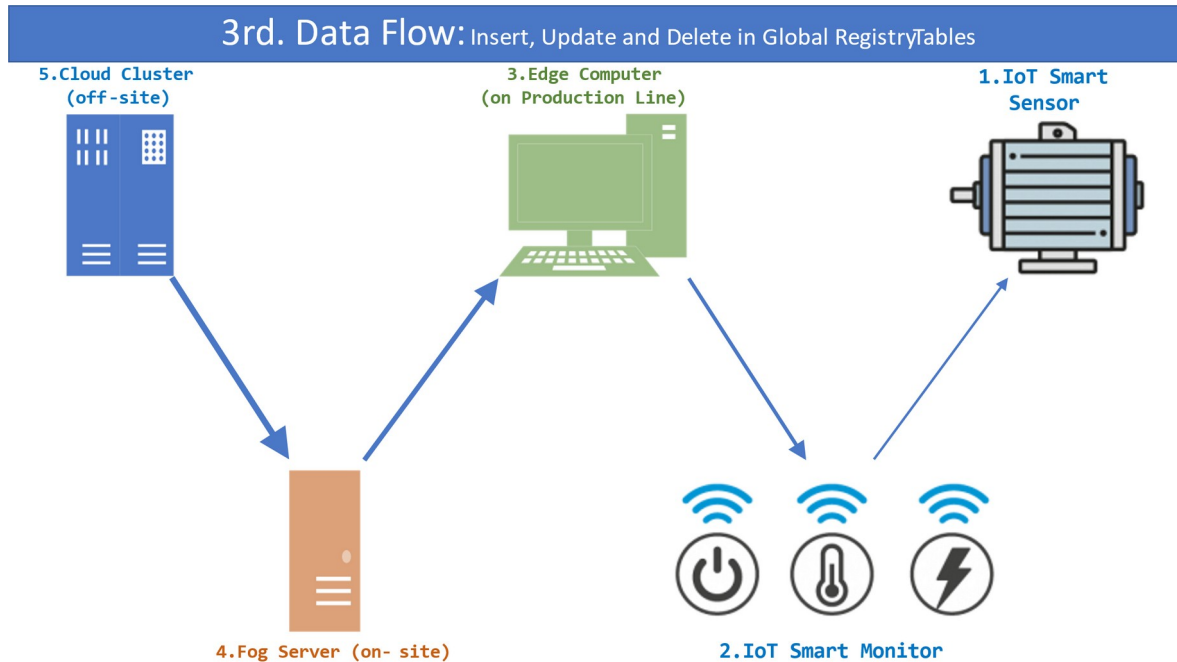 3rd. Data Flow: Insert, Update and Delete in Global RegistryTables
5.Cloud Cluster
(off-site)
3.Edge Computer
(on Production Line)
1.IoT Smart
Sensor
4.Fog Server (on- site)
2.IoT Smart Monitor